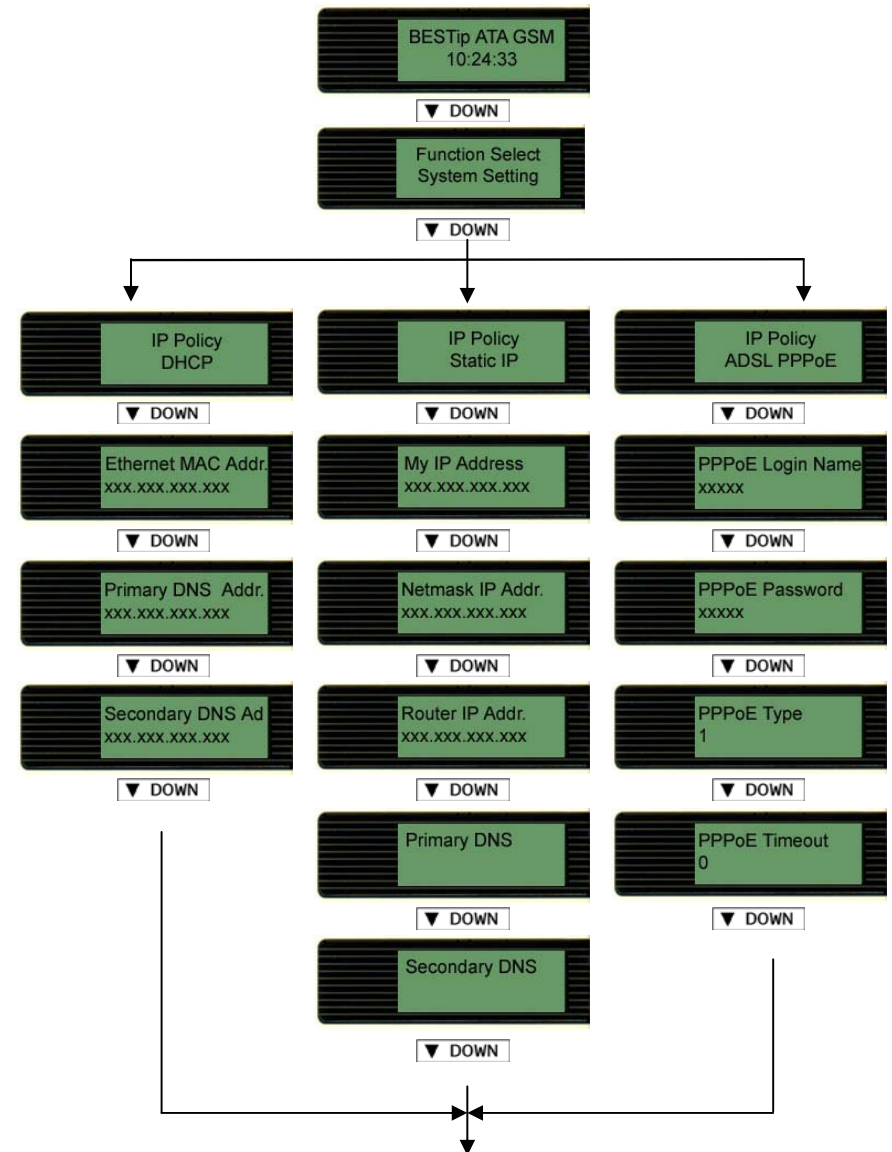 BESTip ATA GSM
10:24:33
▼ DOWN
Function Select
System Setting
▼ DOWN
IP Policy
DHCP
▼ DOWN
Ethernet MAC Addr.
xxx.xxx.xxx.xxx
▼ DOWN
Primary DNS  Addr.
xxx.xxx.xxx.xxx
▼ DOWN
Secondary DNS Ad
xxx.xxx.xxx.xxx
▼ DOWN
IP Policy
Static IP
▼ DOWN
My IP Address
xxx.xxx.xxx.xxx
▼ DOWN
Netmask IP Addr.
xxx.xxx.xxx.xxx
▼ DOWN
Router IP Addr.
xxx.xxx.xxx.xxx
▼ DOWN
Primary DNS
▼ DOWN
Secondary DNS
▼ DOWN
IP Policy
ADSL PPPoE
▼ DOWN
PPPoE Login Name
xxxxx
▼ DOWN
PPPoE Password
xxxxx
▼ DOWN
PPPoE Type
1
▼ DOWN
PPPoE Timeout
0
▼ DOWN